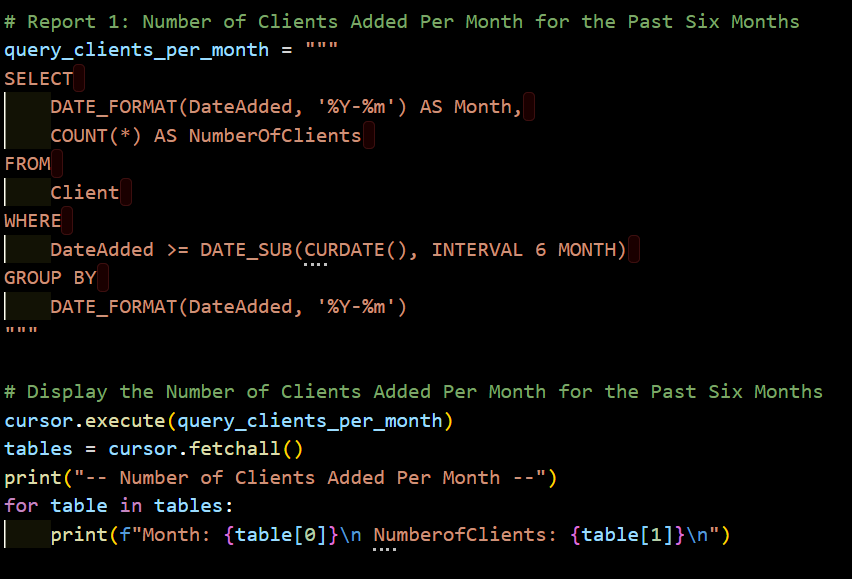 # Report 1: Number of Clients Added Per Month for the Past Six Months
query_clients_per_month = """
SELECT
    DATE_FORMAT(DateAdded, '%Y-%m') AS Month,
    COUNT(*) AS NumberOfClients
FROM
    Client
WHERE
    DateAdded >= DATE_SUB(CURDATE(), INTERVAL 6 MONTH)
GROUP BY
    DATE_FORMAT(DateAdded, '%Y-%m')
"""

# Display the Number of Clients Added Per Month for the Past Six Months
cursor.execute(query_clients_per_month)
tables = cursor.fetchall()
print("-- Number of Clients Added Per Month --")
for table in tables:
    print(f"Month: {table[0]}\n NumberofClients: {table[1]}\n")